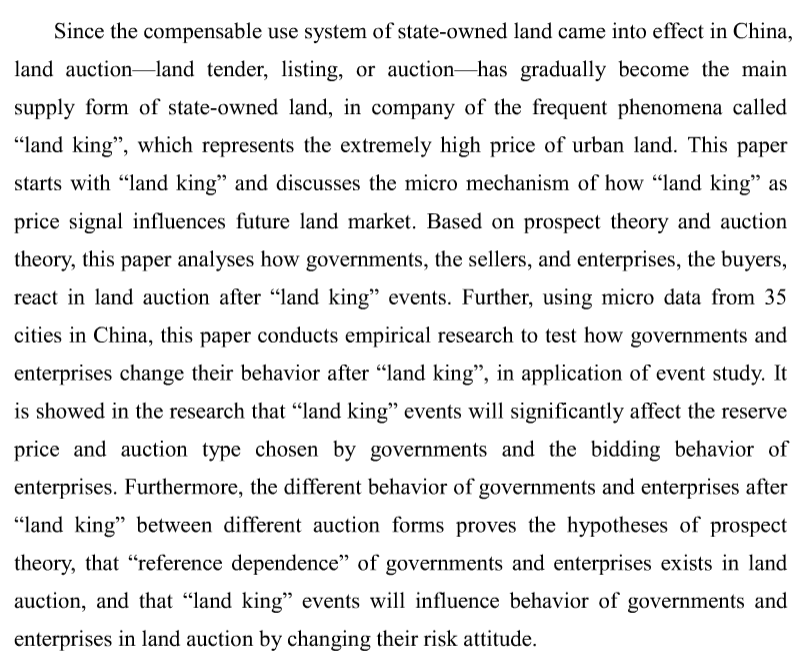 Since the compensable use system of state-owned land came into effect in China,
land auction—land tender, listing, or auction—has gradually become the main
supply form of state-owned land, in company of the frequent phenomena called
“land king”, which represents the extremely high price of urban land. This paper
starts with “land king” and discusses the micro mechanism of how “land king” as
price signal influences future land market. Based on prospect theory and auction
theory, this paper analyses how governments, the sellers, and enterprises, the buyers,
react in land auction after “land king” events. Further, using micro data from 35
cities in China, this paper conducts empirical research to test how governments and
enterprises change their behavior after “land king”, in application of event study. It
is showed in the research that “land king” events will significantly affect the reserve
price and auction type chosen by governments and the bidding behavior of
enterprises. Furthermore, the different behavior of governments and enterprises after
“land king” between different auction forms proves the hypotheses of prospect
theory, that “reference dependence” of governments and enterprises exists in land
auction, and that “land king” events will influence behavior of governments and
enterprises in land auction by changing their risk attitude.